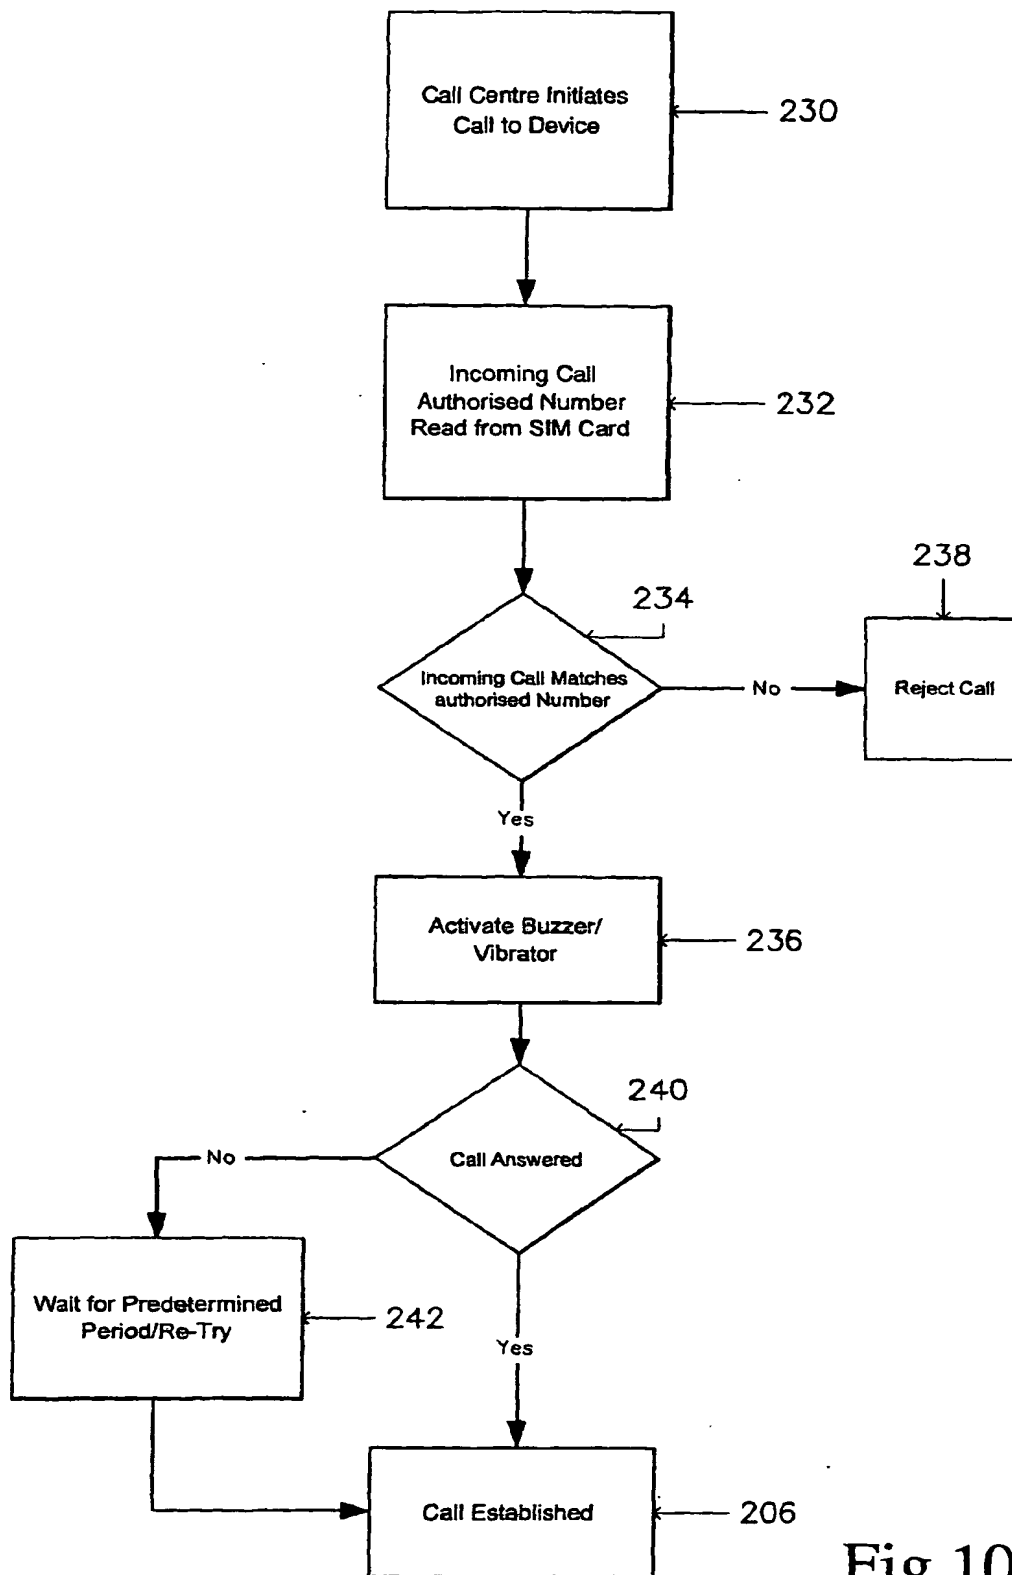 Call Centre Initiates
Call to Device
230
Incoming Call
Authorised Number
Read from SIM Card
232
238
234
Incoming Call Matches
authorised Number
No
Reject Call
Yes
Activate Buzzer/
Vibrator
236
240
No
Call Answered
Wait for Predetermined
Period/Re-Try
242
Yes
Call Established
206
Fig 10